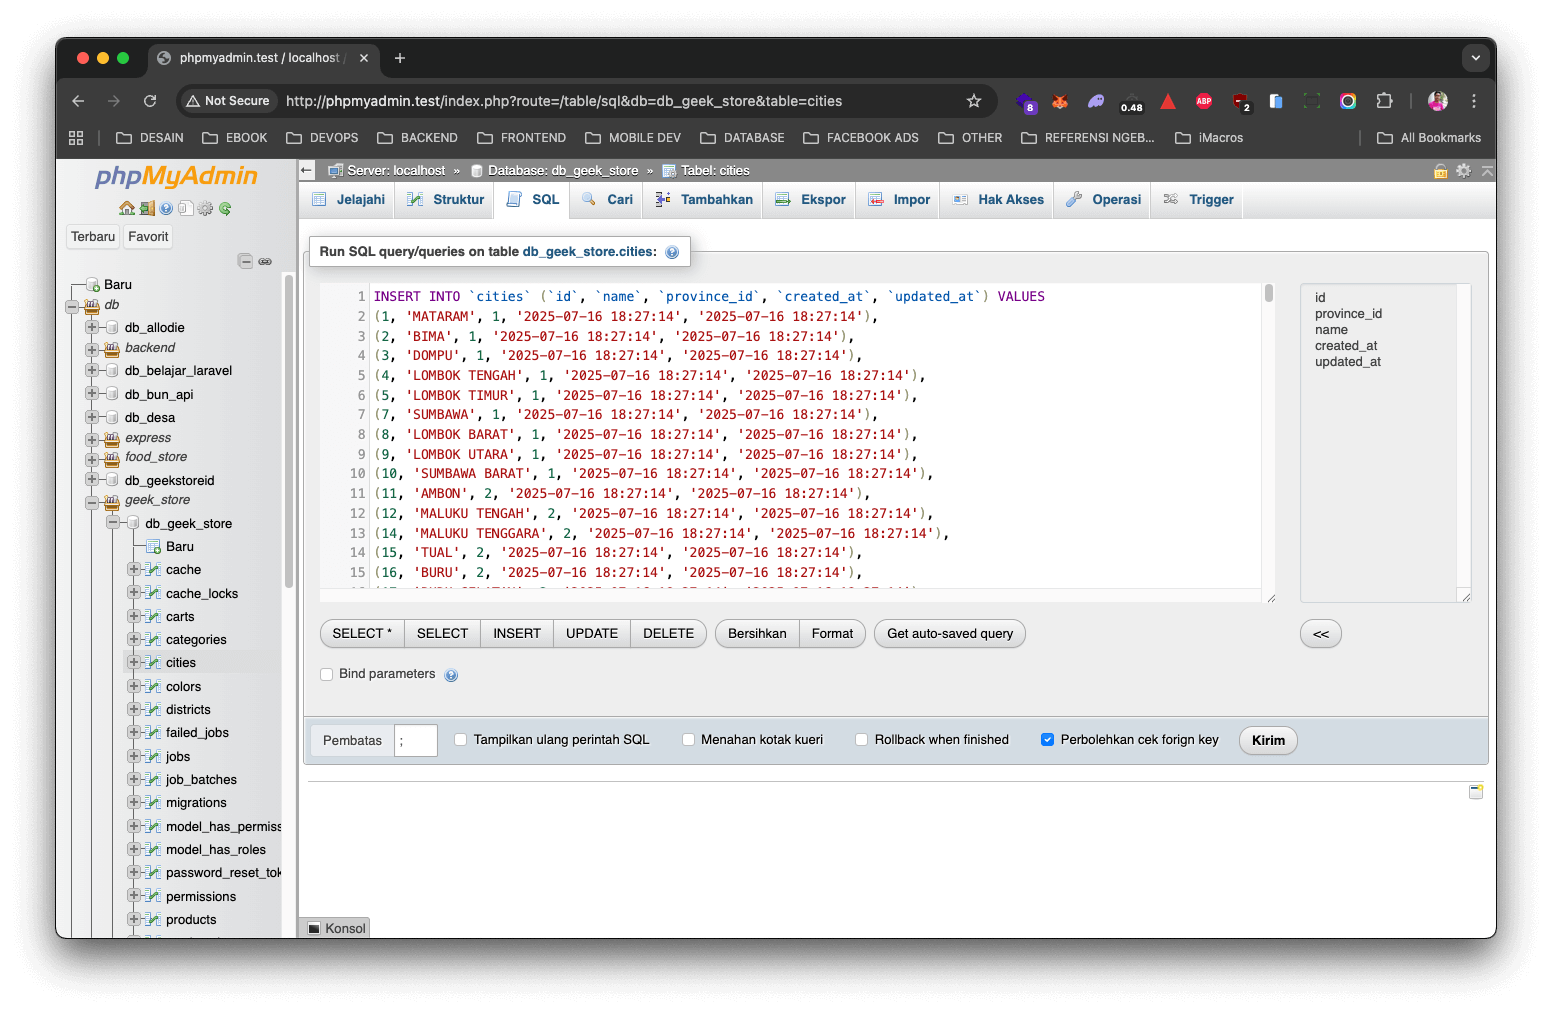 phpmyadmin.test / localhost /
Not Secure
http://phpmyadmin.test/index.php?route=/table/sql&db=db_geek_store&table=cities
8
0.48
ABP
2
DESAIN
EBOOK
DEVOPS
BACKEND
FRONTEND
MOBILE DEV
DATABASE
FACEBOOK ADS
OTHER
REFERENSI NGEB...
iMacros
All Bookmarks
phpMyAdmin
Terbaru
Favorit
Baru
db
db_allodie
backend
db_belajar_laravel
db_bun_api
db_desa
express
food_store
db_geekstoreid
geek_store
db_geek_store
Baru
cache
cache_locks
carts
categories
cities
colors
districts
failed_jobs
jobs
job_batches
migrations
model_has_permiss
model_has_roles
password_reset_tok
permissions
products
Server: localhost » Database: db_geek_store » Tabel: cities
Jelajahi
Struktur
SQL
Cari
Tambahkan
Ekspor
Impor
Hak Akses
Operasi
Trigger
Run SQL query/queries on table db_geek_store.cities:
1 INSERT INTO `cities` (`id`, `name`, `province_id`, `created_at`, `updated_at`) VALUES
2 (1, 'MATARAM', 1, '2025-07-16 18:27:14', '2025-07-16 18:27:14'),
3 (2, 'BIMA', 1, '2025-07-16 18:27:14', '2025-07-16 18:27:14'),
4 (3, 'DOMPU', 1, '2025-07-16 18:27:14', '2025-07-16 18:27:14'),
5 (4, 'LOMBOK TENGAH', 1, '2025-07-16 18:27:14', '2025-07-16 18:27:14'),
6 (5, 'LOMBOK TIMUR', 1, '2025-07-16 18:27:14', '2025-07-16 18:27:14'),
7 (7, 'SUMBAWA', 1, '2025-07-16 18:27:14', '2025-07-16 18:27:14'),
8 (8, 'LOMBOK BARAT', 1, '2025-07-16 18:27:14', '2025-07-16 18:27:14'),
9 (9, 'LOMBOK UTARA', 1, '2025-07-16 18:27:14', '2025-07-16 18:27:14'),
10 (10, 'SUMBAWA BARAT', 1, '2025-07-16 18:27:14', '2025-07-16 18:27:14'),
11 (11, 'AMBON', 2, '2025-07-16 18:27:14', '2025-07-16 18:27:14'),
12 (12, 'MALUKU TENGAH', 2, '2025-07-16 18:27:14', '2025-07-16 18:27:14'),
13 (14, 'MALUKU TENGGARA', 2, '2025-07-16 18:27:14', '2025-07-16 18:27:14'),
14 (15, 'TUAL', 2, '2025-07-16 18:27:14', '2025-07-16 18:27:14'),
15 (16, 'BURU', 2, '2025-07-16 18:27:14', '2025-07-16 18:27:14'),
id
province_id
name
created_at
updated_at
SELECT *
SELECT
INSERT
UPDATE
DELETE
Bersihkan
Format
Get auto-saved query
<<
Bind parameters
Pembatas
;
Tampilkan ulang perintah SQL
Menahan kotak kueri
Rollback when finished
Perbolehkan cek forign key
Kirim
Konsol